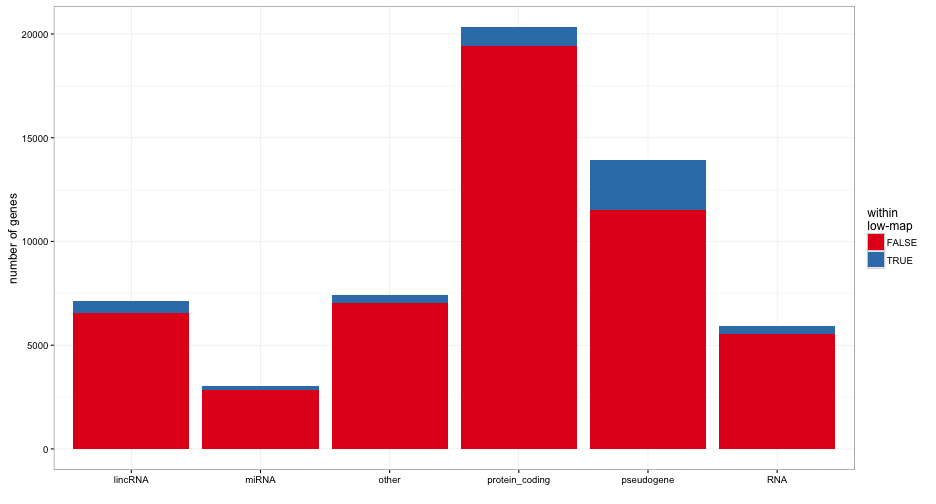 20000
15000
10000
5000
0
number of genes
lincRNA
miRNA
other
protein_coding
pseudogene
RNA
within
low-map
FALSE
TRUE